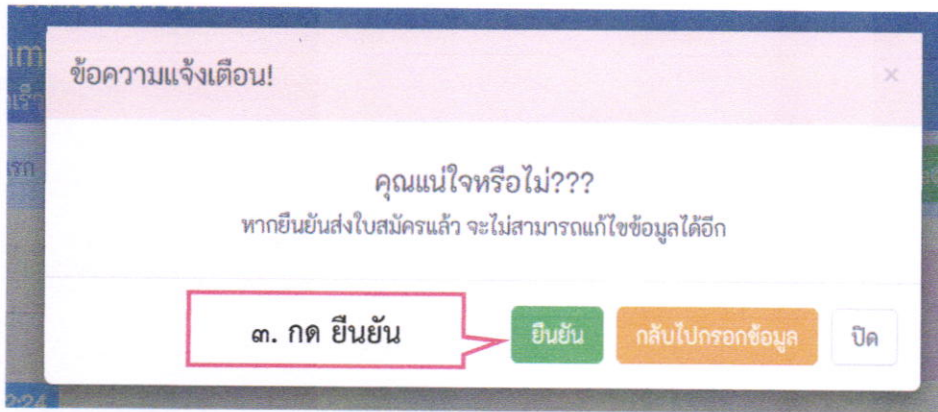 ข้อความแจ้งเตือน!
×
คุณแน่ใจหรือไม่???
หากยืนยันส่งใบสมัครแล้ว จะไม่สามารถแก้ไขข้อมูลได้อีก
๓. กด ยืนยัน
ยืนยัน กลับไปกรอกข้อมูล ปิด